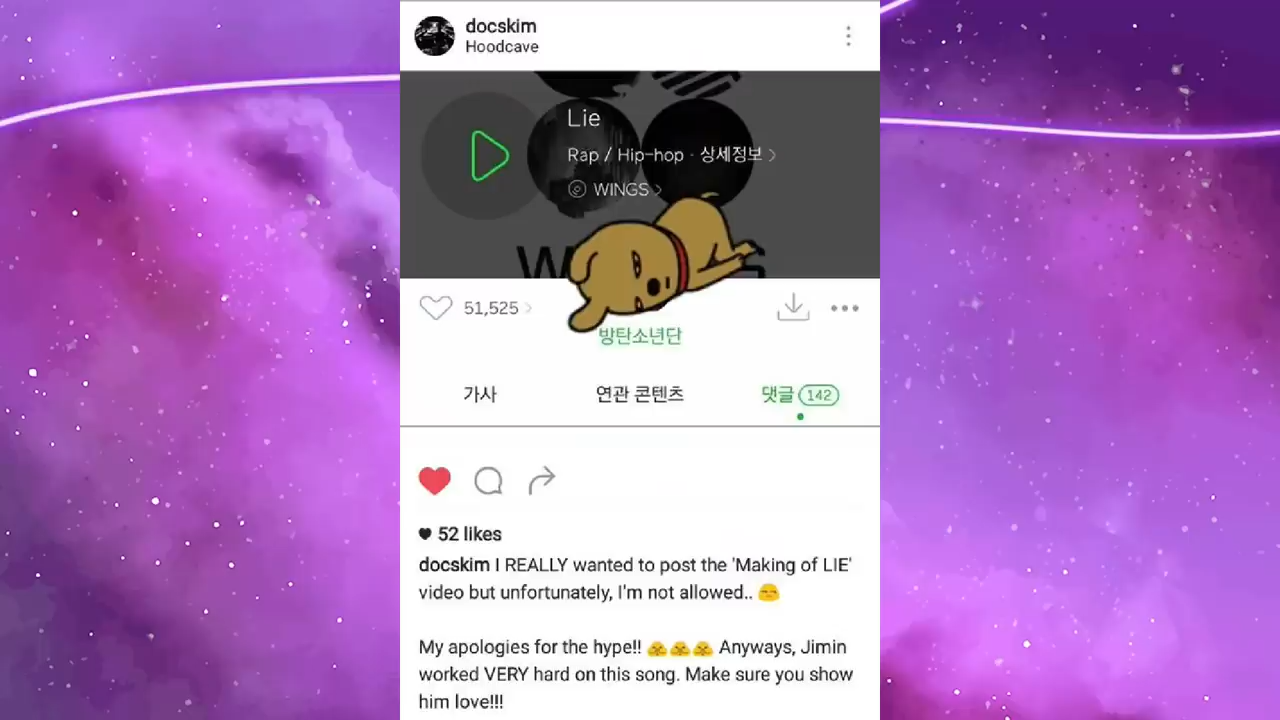 docskim
Hoodcave
Lie
Rap / Hip-hop · 상세정보 >
WINGS >
W
51,525 >
방탄소년단
가사
연관 콘텐츠
댓글 142
52 likes
docskim I REALLY wanted to post the 'Making of LIE'
video but unfortunately, I'm not allowed.. 😔
My apologies for the hype!! 🙇🙇🙇 Anyways, Jimin
worked VERY hard on this song. Make sure you show
him love!!!